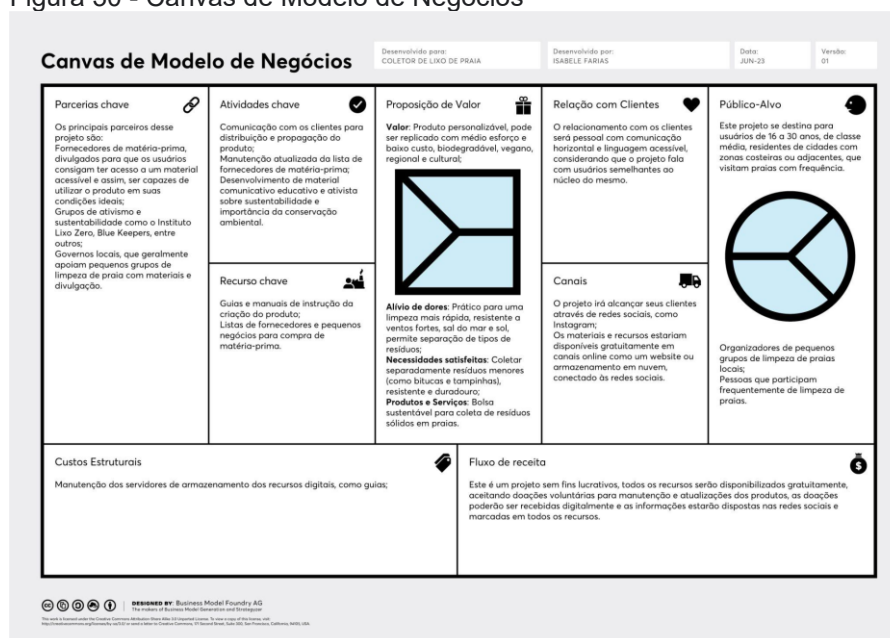 Figura 30 - Canvas de Modelo de Negócios
Canvas de Modelo de Negócios
Desenvolvido para:
COLETOR DE LIXO DE PRAIA
Desenvolvido por:
ISABELE FARIAS
Data:
JUN-23
Versão:
01
Parcerias chave
Os principais parceiros desse
projeto são:
Fornecedores de matéria-prima,
divulgados para que os usuários
consigam ter acesso a um material
acessível e assim, ser capazes de
utilizar o produto em suas
condições ideais;
Grupos de ativismo e
sustentabilidade como o Instituto
Lixo Zero, Blue Keepers, entre
outros;
Governos locais, que geralmente
apoiam pequenos grupos de
limpeza de praia com materiais e
divulgação.
Atividades chave
Comunicação com os clientes para
distribuição e propagação do
produto;
Manutenção atualizada da lista de
fornecedores de matéria-prima;
Desenvolvimento de material
comunicativo educativo e ativista
sobre sustentabilidade e
importância da conservação
ambiental.
Recurso chave
Guias e manuais de instrução da
criação do produto;
Listas de fornecedores e pequenos
negócios para compra de
matéria-prima.
Proposição de Valor
Valor: Produto personalizável, pode
ser replicado com médio esforço e
baixo custo, biodegradável, vegano,
regional e cultural;
Alívio de dores: Prático para uma
limpeza mais rápida, resistente a
ventos fortes, sal do mar e sol,
permite separação de tipos de
resíduos;
Necessidades satisfeitas: Coletar
separadamente resíduos menores
(como bitucas e tampinhas),
resistente e duradouro;
Produtos e Serviços: Bolsa
sustentável para coleta de resíduos
sólidos em praias.
Relação com Clientes
O relacionamento com os clientes
será pessoal com comunicação
horizontal e linguagem acessível,
considerando que o projeto fala
com usuários semelhantes ao
núcleo do mesmo.
Canais
O projeto irá alcançar seus clientes
através de redes sociais, como
Instagram;
Os materiais e recursos estariam
disponíveis gratuitamente em
canais online como um website ou
armazenamento em nuvem,
conectado às redes sociais.
Público-Alvo
Este projeto se destina para
usuários de 16 a 30 anos, de classe
média, residentes de cidades com
zonas costeiras ou adjacentes, que
visitam praias com frequência.
Organizadores de pequenos
grupos de limpeza de praias
locais;
Pessoas que participam
frequentemente de limpeza de
praias.
Custos Estruturais
Manutenção dos servidores de armazenamento dos recursos digitais, como guias;
Fluxo de receita
Este é um projeto sem fins lucrativos, todos os recursos serão disponibilizados gratuitamente,
aceitando doações voluntárias para manutenção e atualizações dos produtos, as doações
poderão ser recebidas digitalmente e as informações estarão dispostas nas redes sociais e
marcadas em todos os recursos.
DESIGNED BY: Business Model Foundry AG
The makers of Business Model Generation and Strategyzer